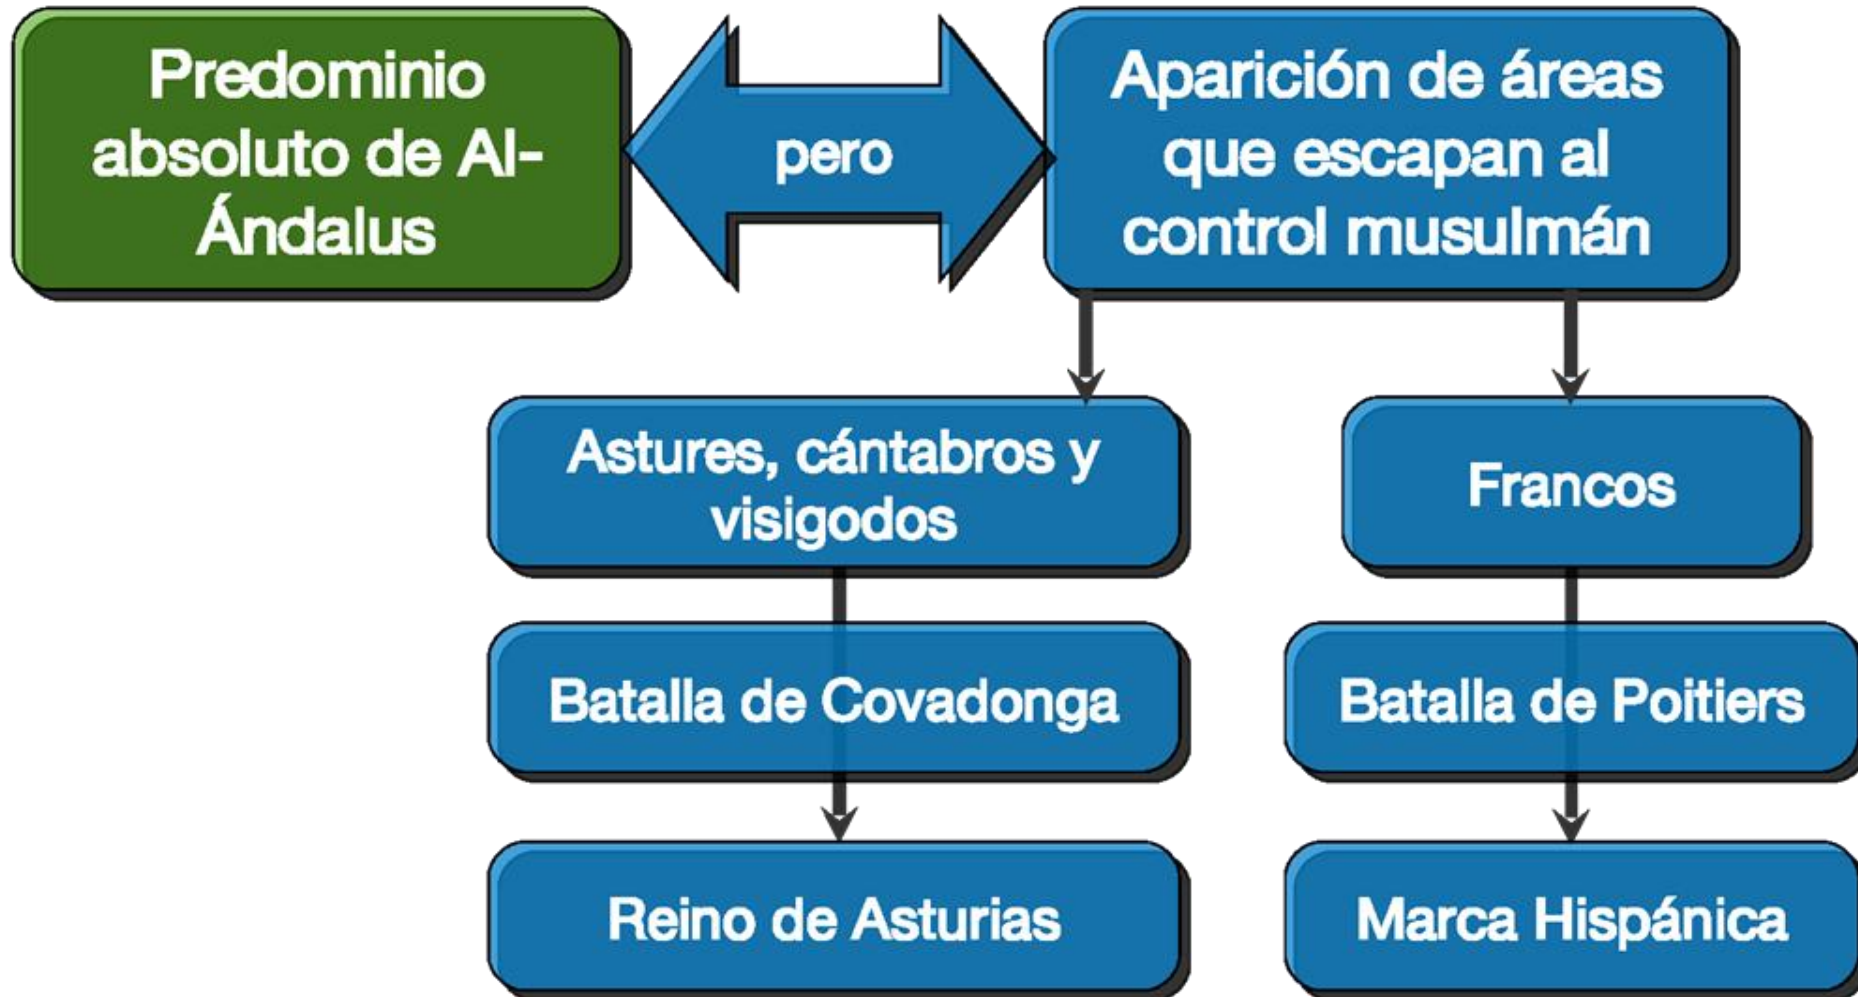 Predominio
absoluto de Al-
Ándalus
pero
Aparición de áreas
que escapan al
control musulmán
Astures, cántabros y
visigodos
Francos
Batalla de Covadonga
Batalla de Poitiers
Reino de Asturias
Marca Hispánica